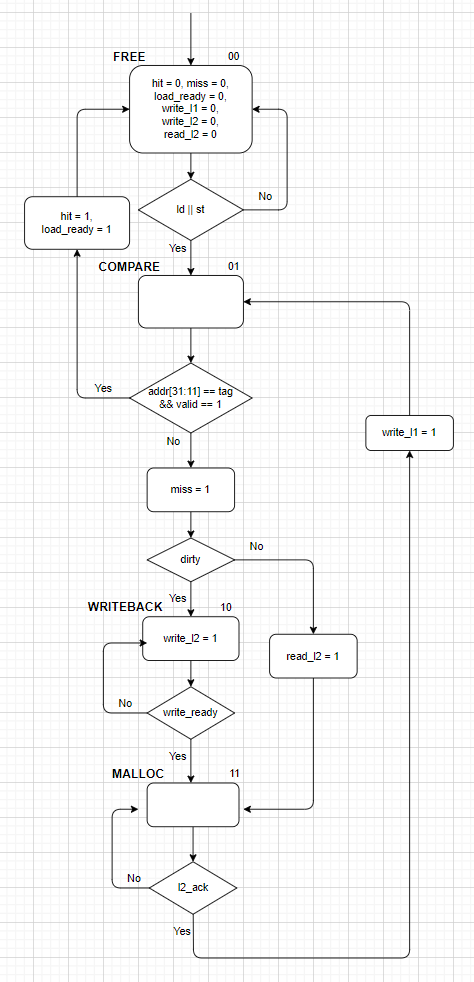 FREE
00
hit = 0, miss = 0,
load_ready = 0,
write_l1 = 0,
write_l2 = 0,
read_l2 = 0
ld || st
No
Yes
hit = 1,
load_ready = 1
COMPARE
01
addr[31:11] == tag
&& valid == 1
Yes
No
write_l1 = 1
miss = 1
dirty
No
Yes
WRITEBACK
10
write_l2 = 1
read_l2 = 1
No
write_ready
Yes
MALLOC
11
No
l2_ack
Yes